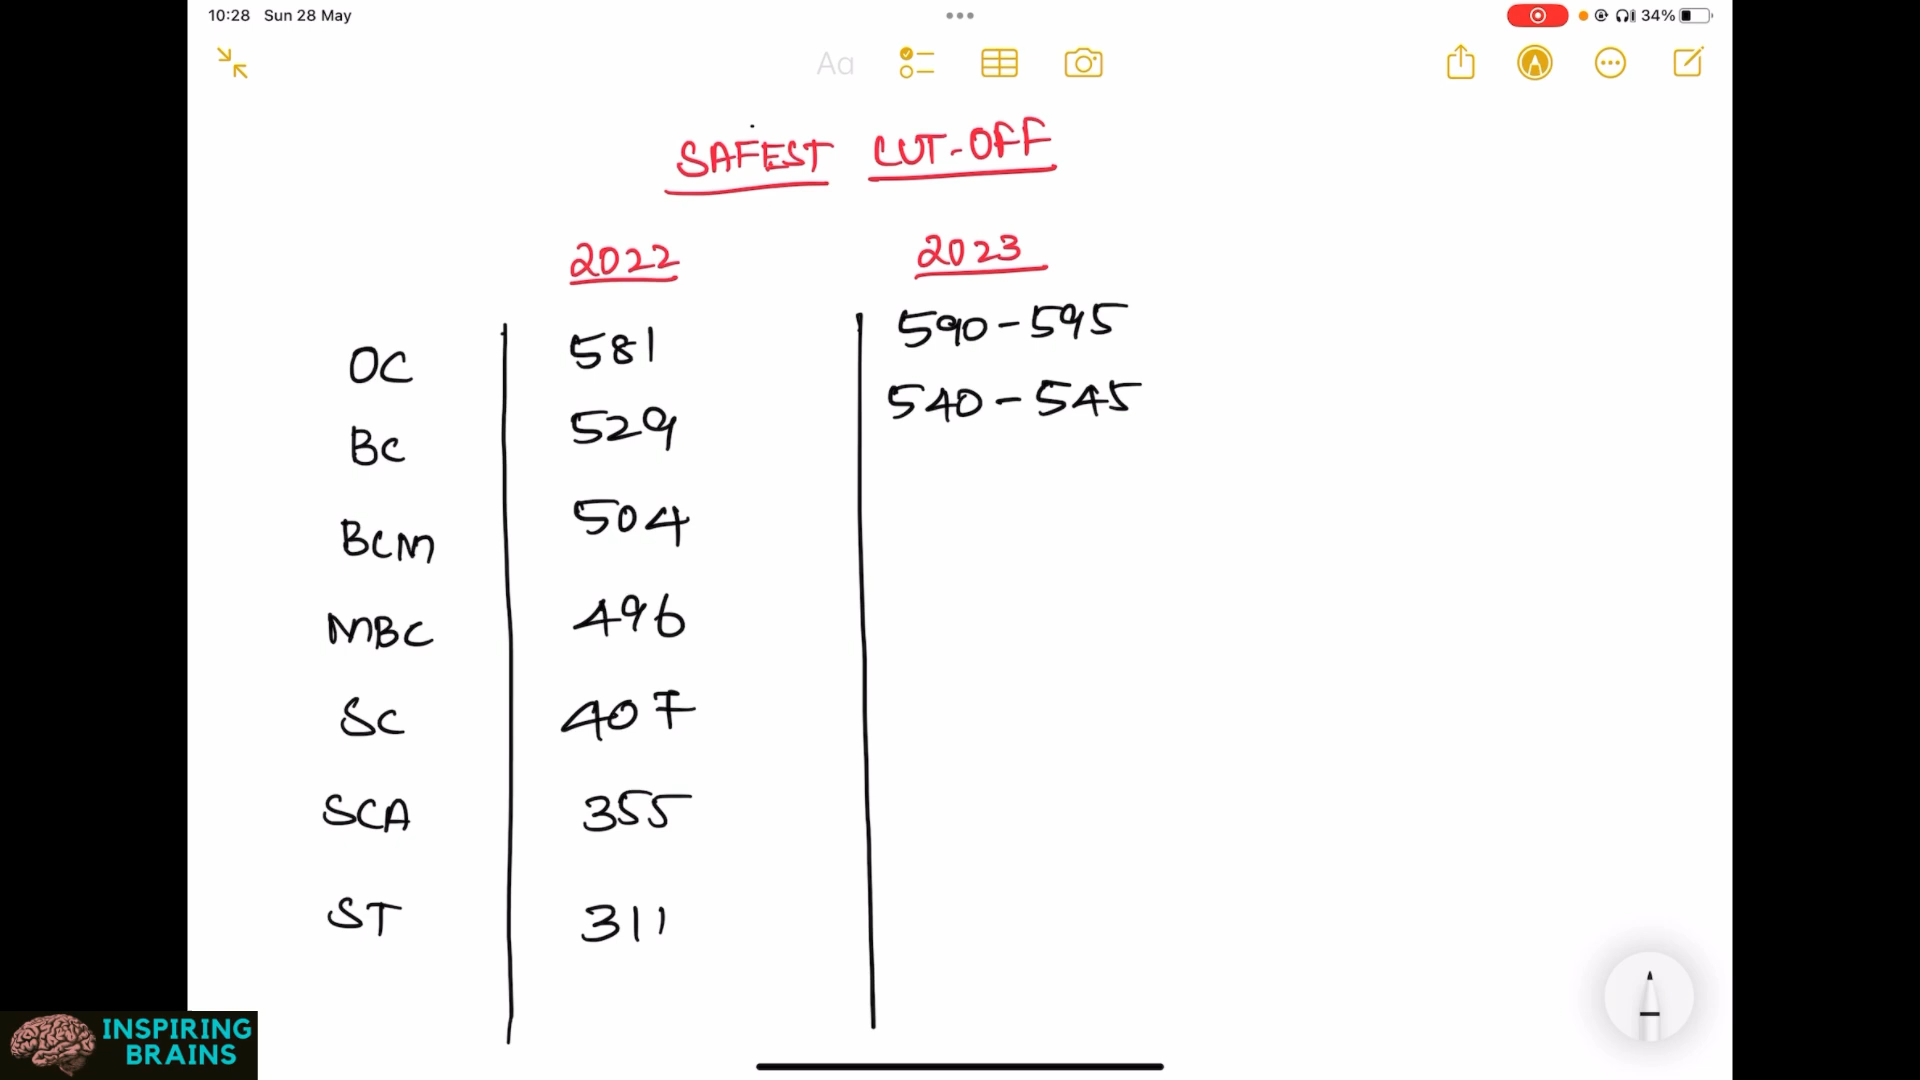 10:28 Sun 28 May
34%
Aa
SAFEST CUT-OFF
2022 2023
OC 581 590-595
BC 529 540-545
BCM 504
MBC 496
SC 407
SCA 355
ST 311
INSPIRING
BRAINS